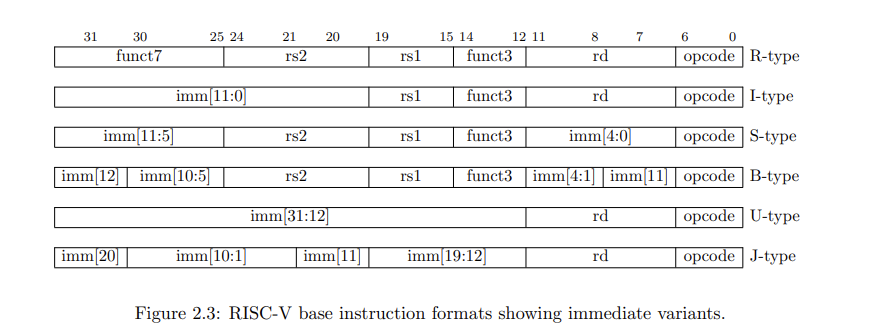 31 30 25 24 21 20 19 15 14 12 11 8 7 6 0
funct7 rs2 rs1 funct3 rd opcode R-type
imm[11:0] rs1 funct3 rd opcode I-type
imm[11:5] rs2 rs1 funct3 imm[4:0] opcode S-type
imm[12] imm[10:5] rs2 rs1 funct3 imm[4:1] imm[11] opcode B-type
imm[31:12] rd opcode U-type
imm[20] imm[10:1] imm[11] imm[19:12] rd opcode J-type
Figure 2.3: RISC-V base instruction formats showing immediate variants.